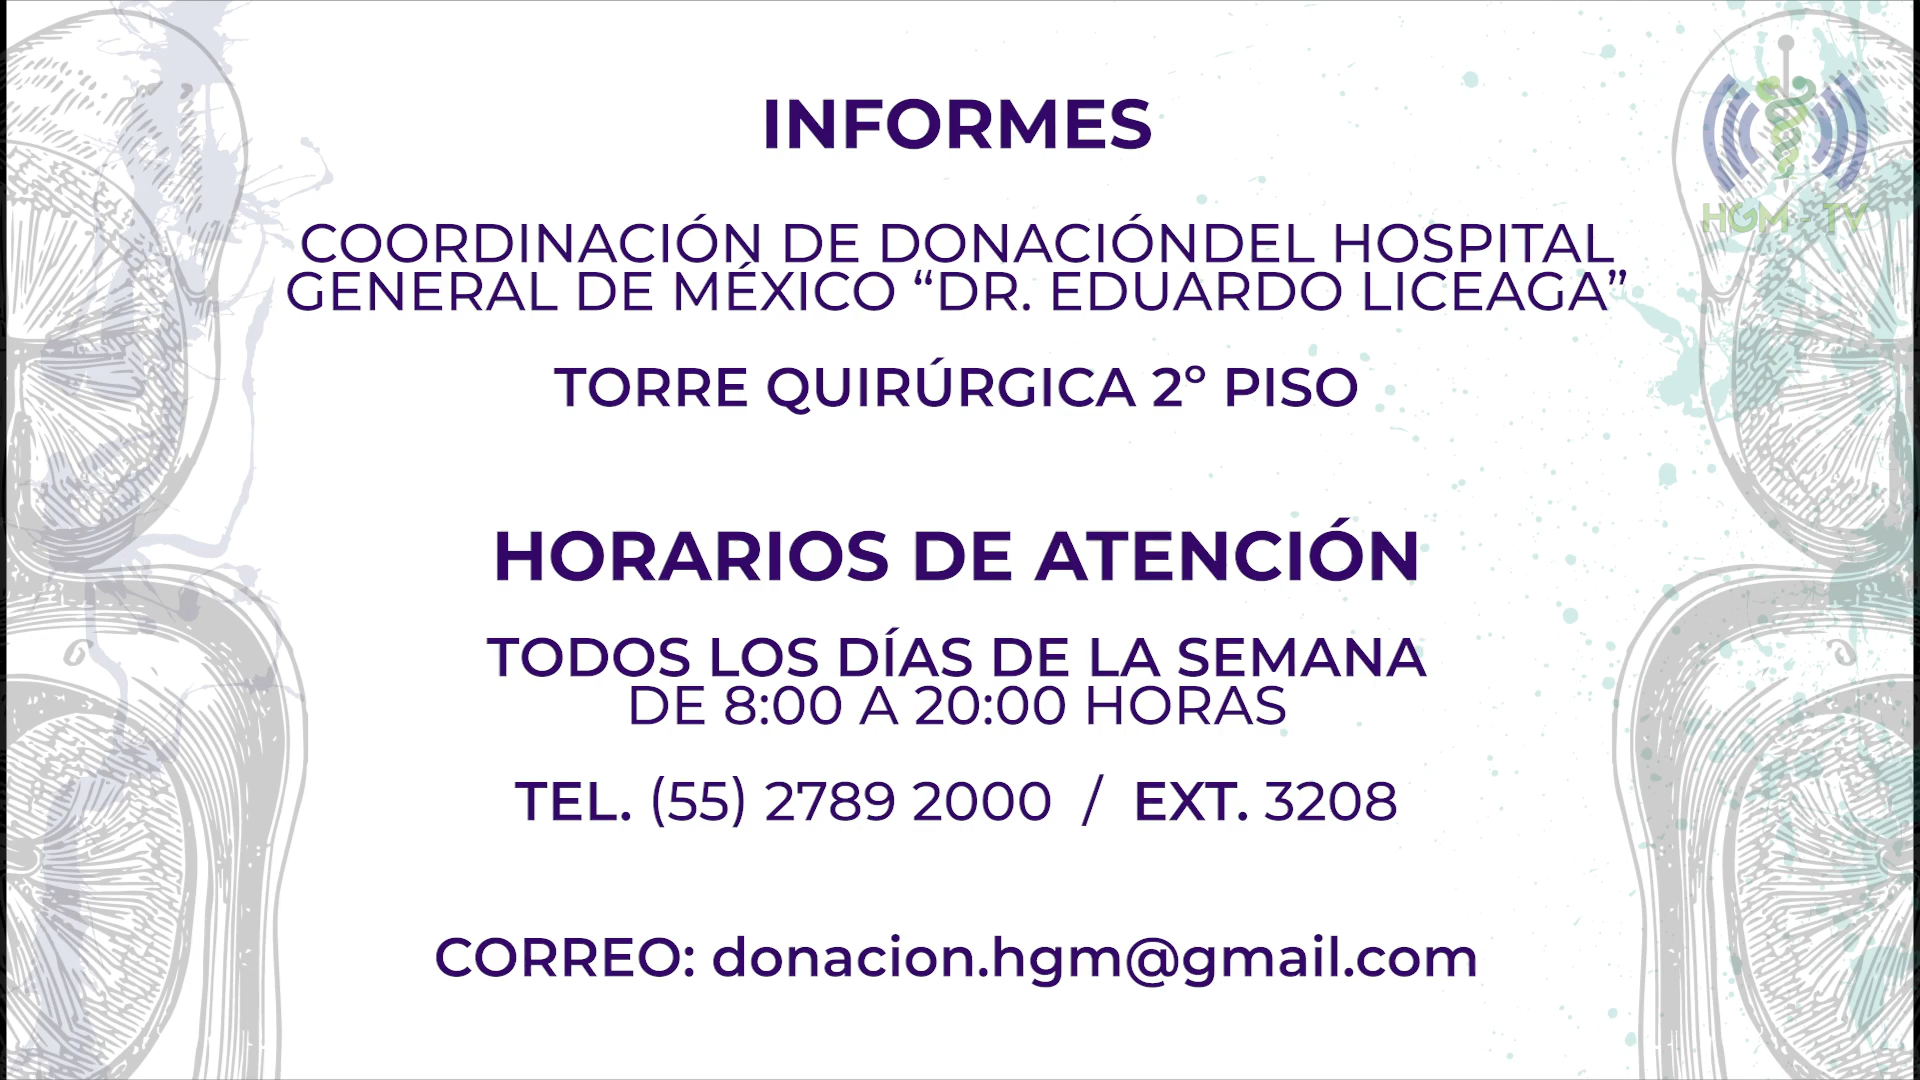 INFORMES
HGM - TV
COORDINACIÓN DE DONACIÓNDEL HOSPITAL
GENERAL DE MÉXICO “DR. EDUARDO LICEAGA”
TORRE QUIRÚRGICA 2º PISO
HORARIOS DE ATENCIÓN
TODOS LOS DÍAS DE LA SEMANA
DE 8:00 A 20:00 HORAS
TEL. (55) 2789 2000 / EXT. 3208
CORREO: donacion.hgm@gmail.com